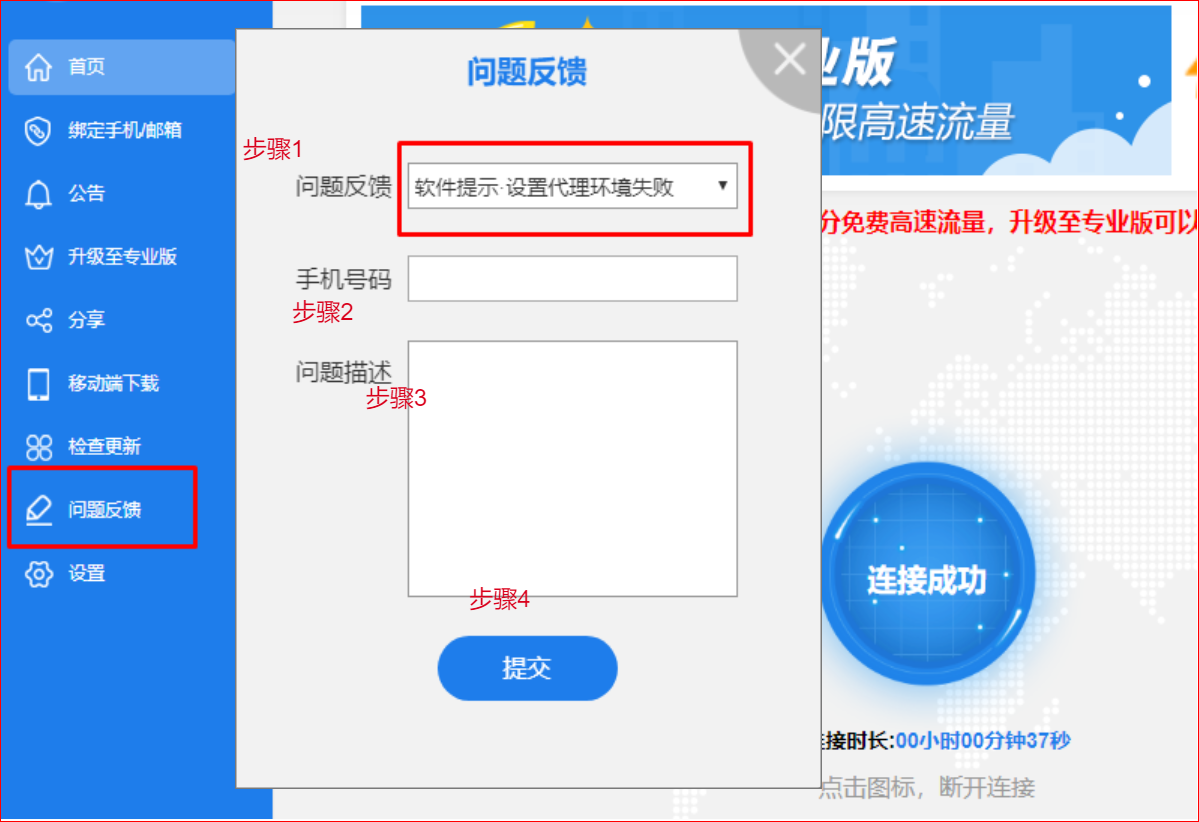 首页
绑定手机/邮箱
公告
升级至专业版
分享
移动端下载
检查更新
问题反馈
设置
问题反馈
步骤1
问题反馈
软件提示·设置代理环境失败
手机号码
步骤2
问题描述
步骤3
步骤4
提交
业版
限高速流量
分免费高速流量，升级至专业版可以
连接成功
接时长:00小时00分钟37秒
点击图标，断开连接